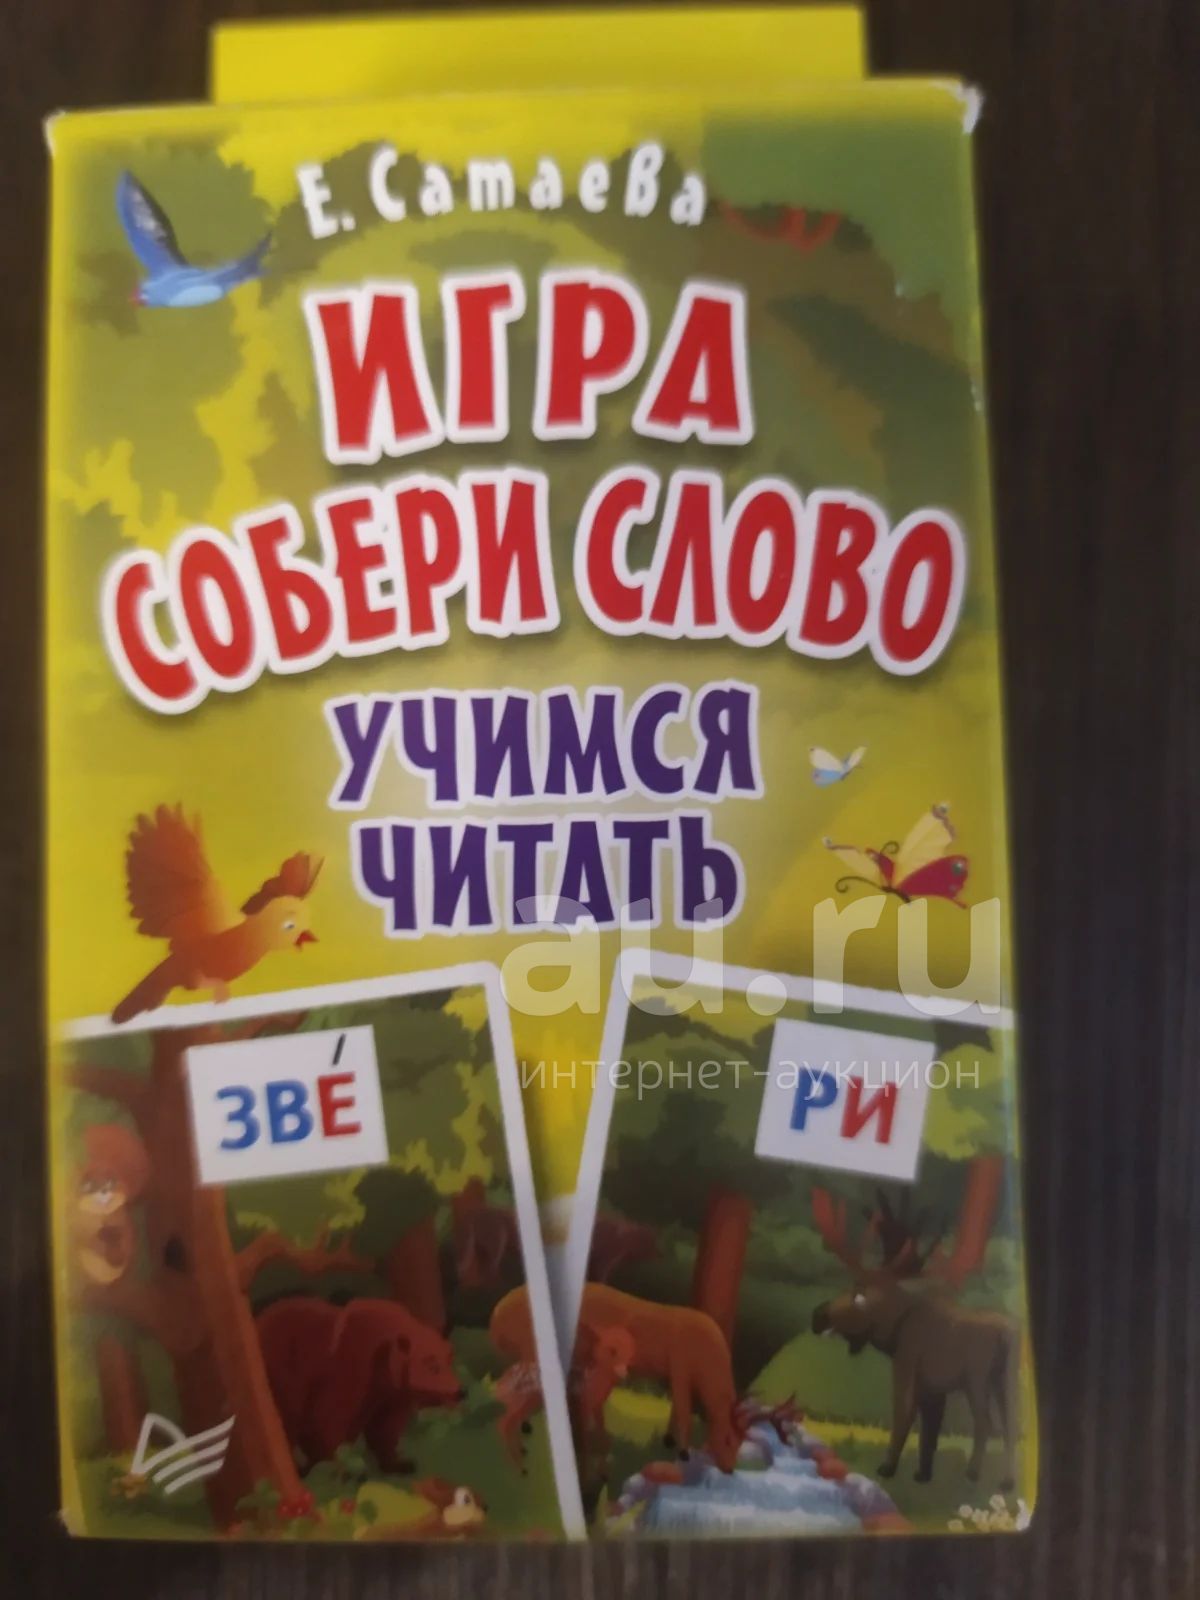 Е. Сатаева
ИГРА
СОБЕРИ СЛОВО
УЧИМСЯ
ЧИТАТЬ
au.ru
интернет-аукцион
ЗВЕ́
РИ